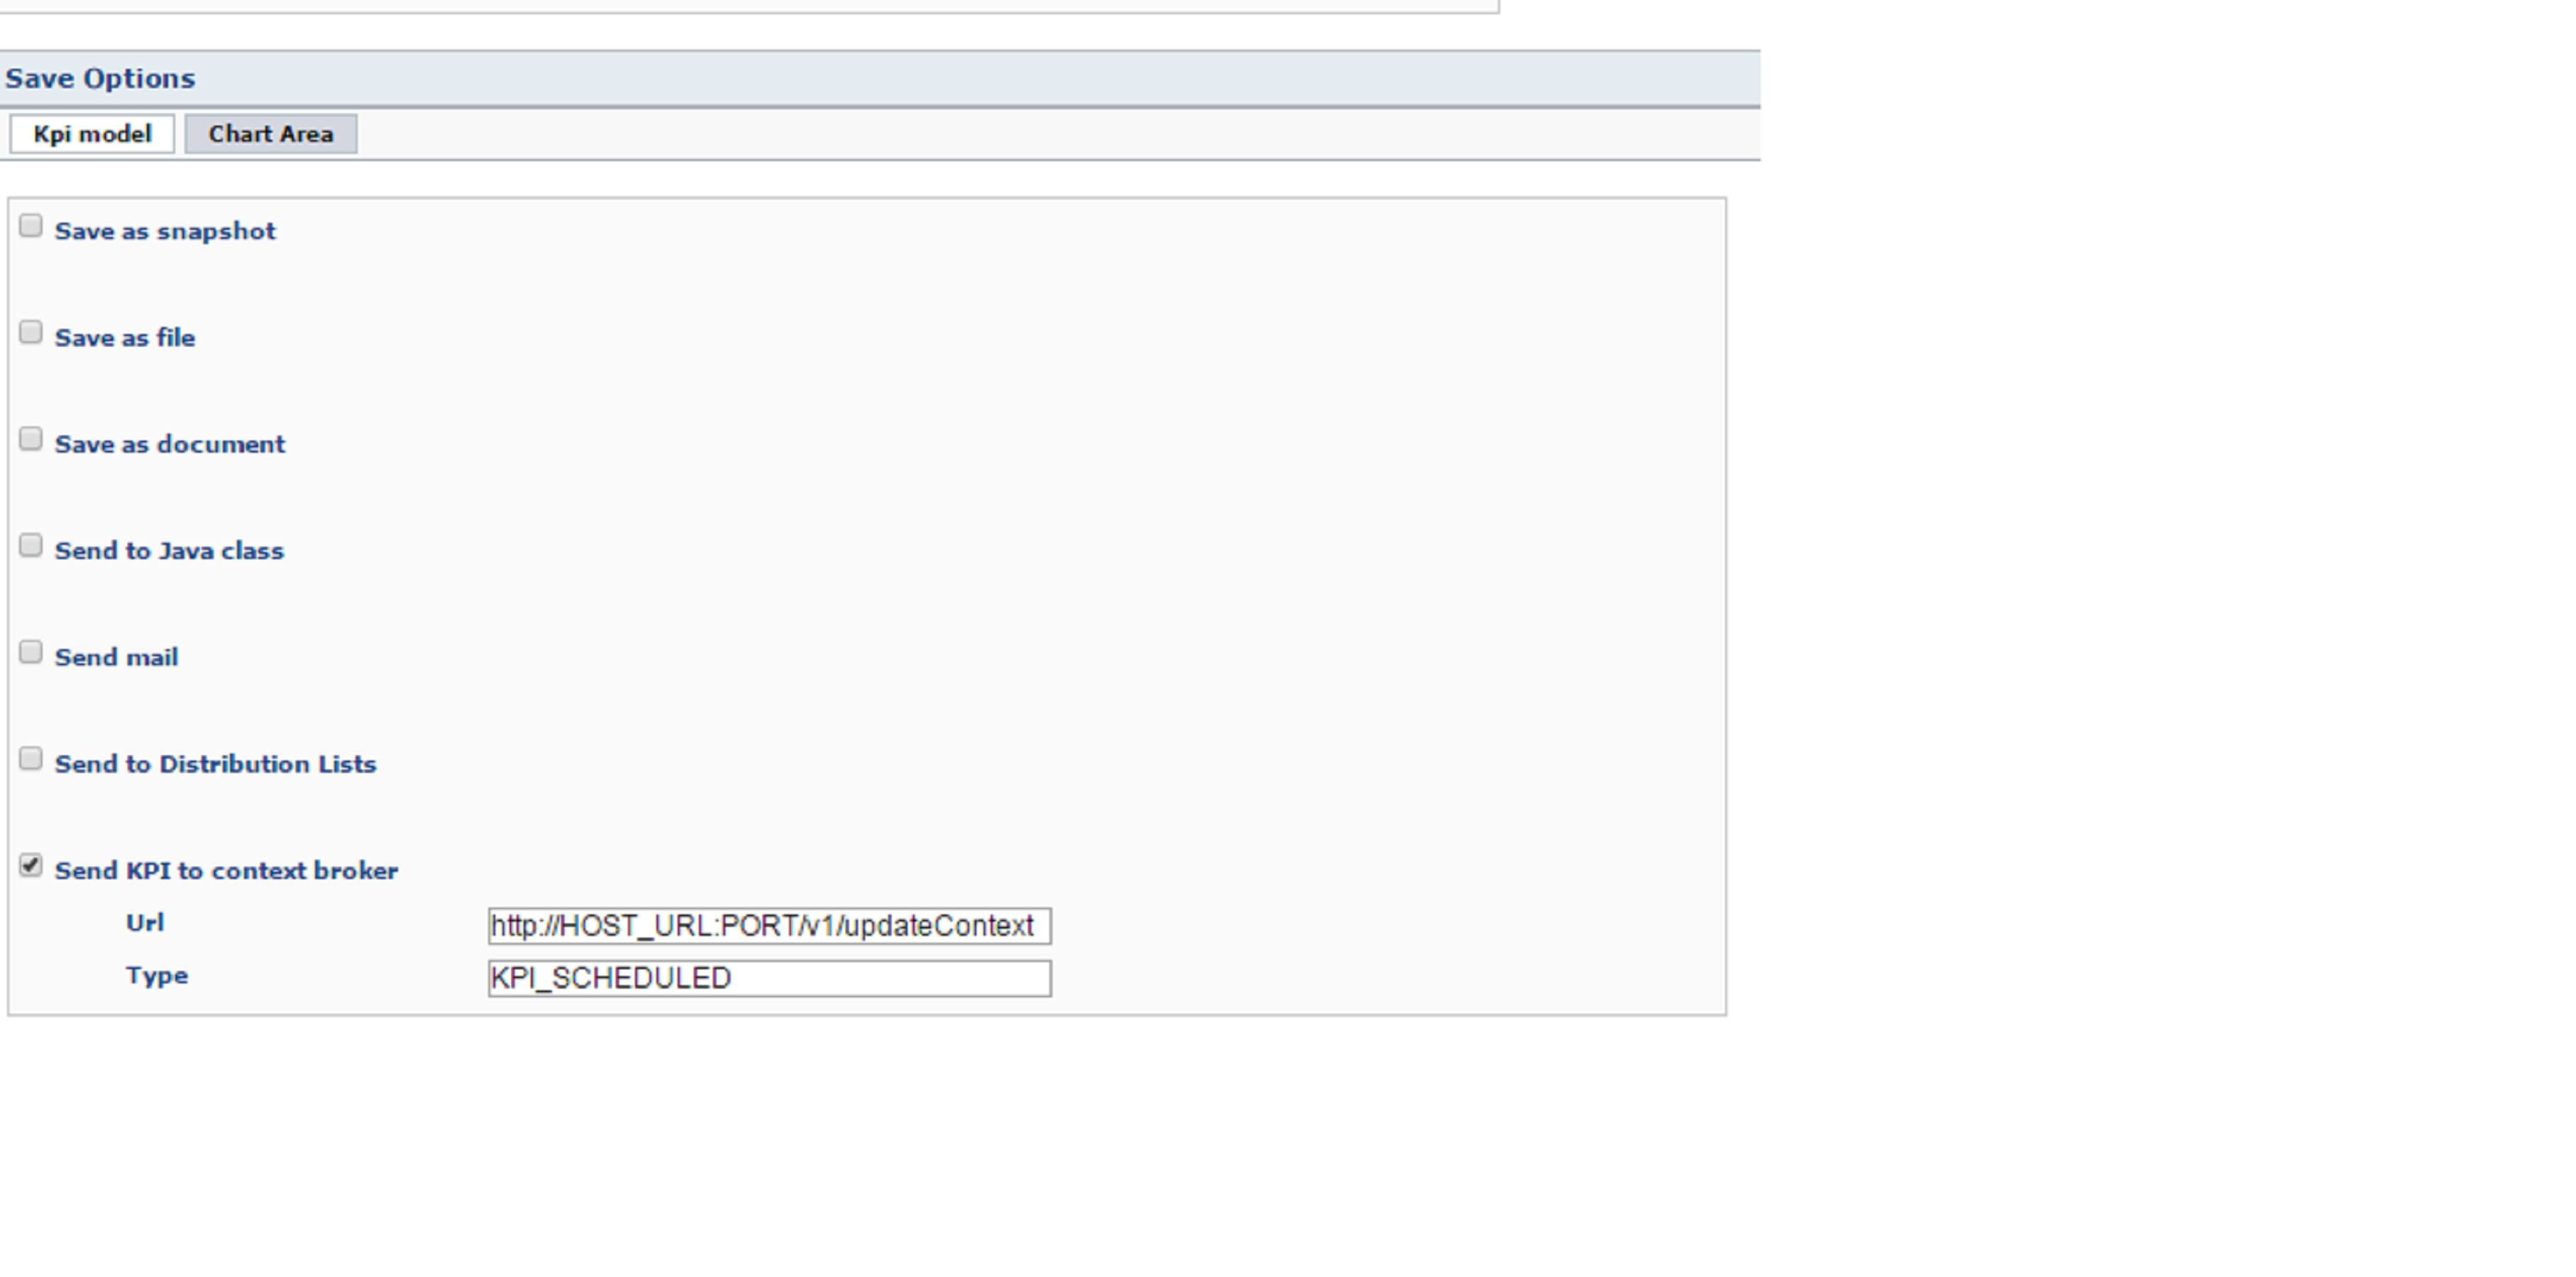 Save Options
Kpi model Chart Area
Save as snapshot
Save as file
Save as document
Send to Java class
Send mail
Send to Distribution Lists
Send KPI to context broker
Url http://HOST_URL:PORT/v1/updateContext
Type KPI_SCHEDULED